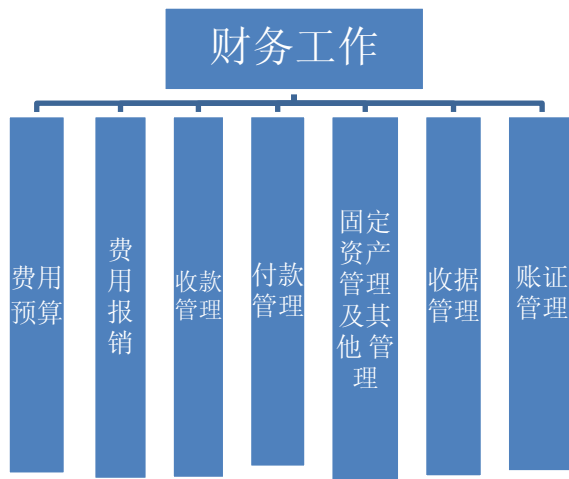 财务工作
费用
预算
费
用
报
销
收款
管理
付款
管理
固定
资产
管理
及其
他 管
理
收据
管理
账证
管理